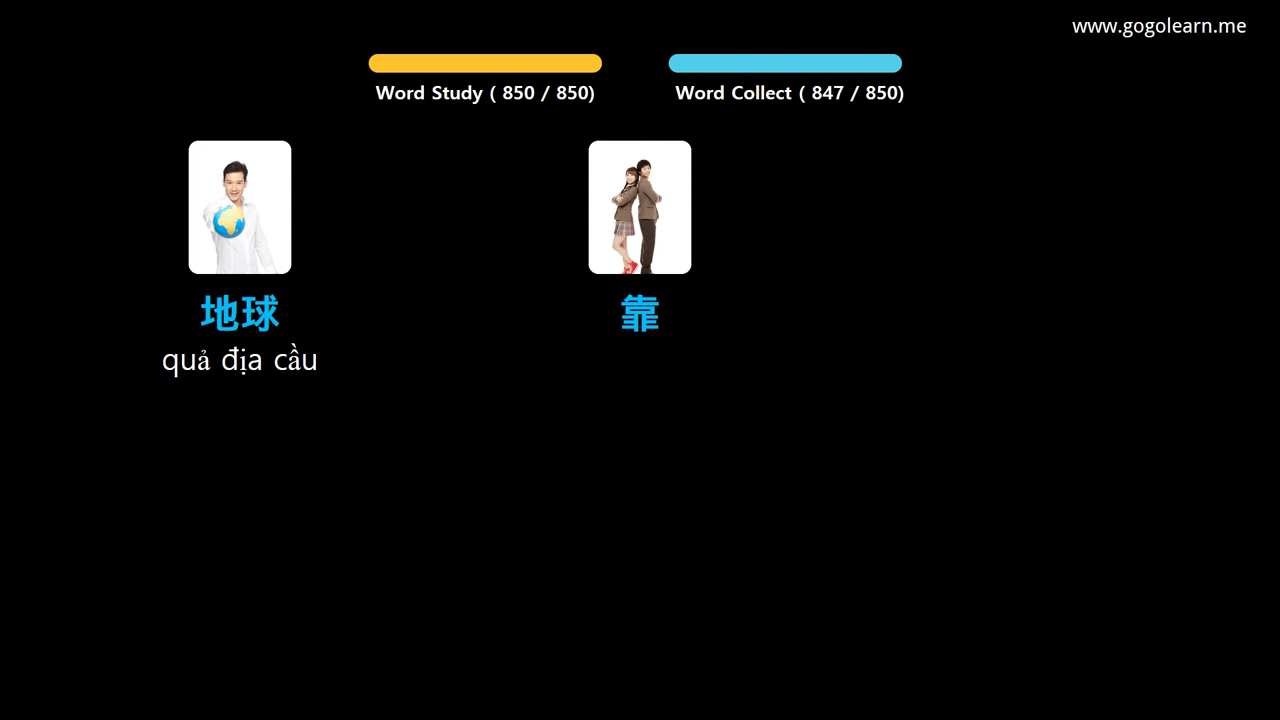 www.gogolearn.me
Word Study ( 850 / 850)
Word Collect ( 847 / 850)
地球
靠
quả địa cầu